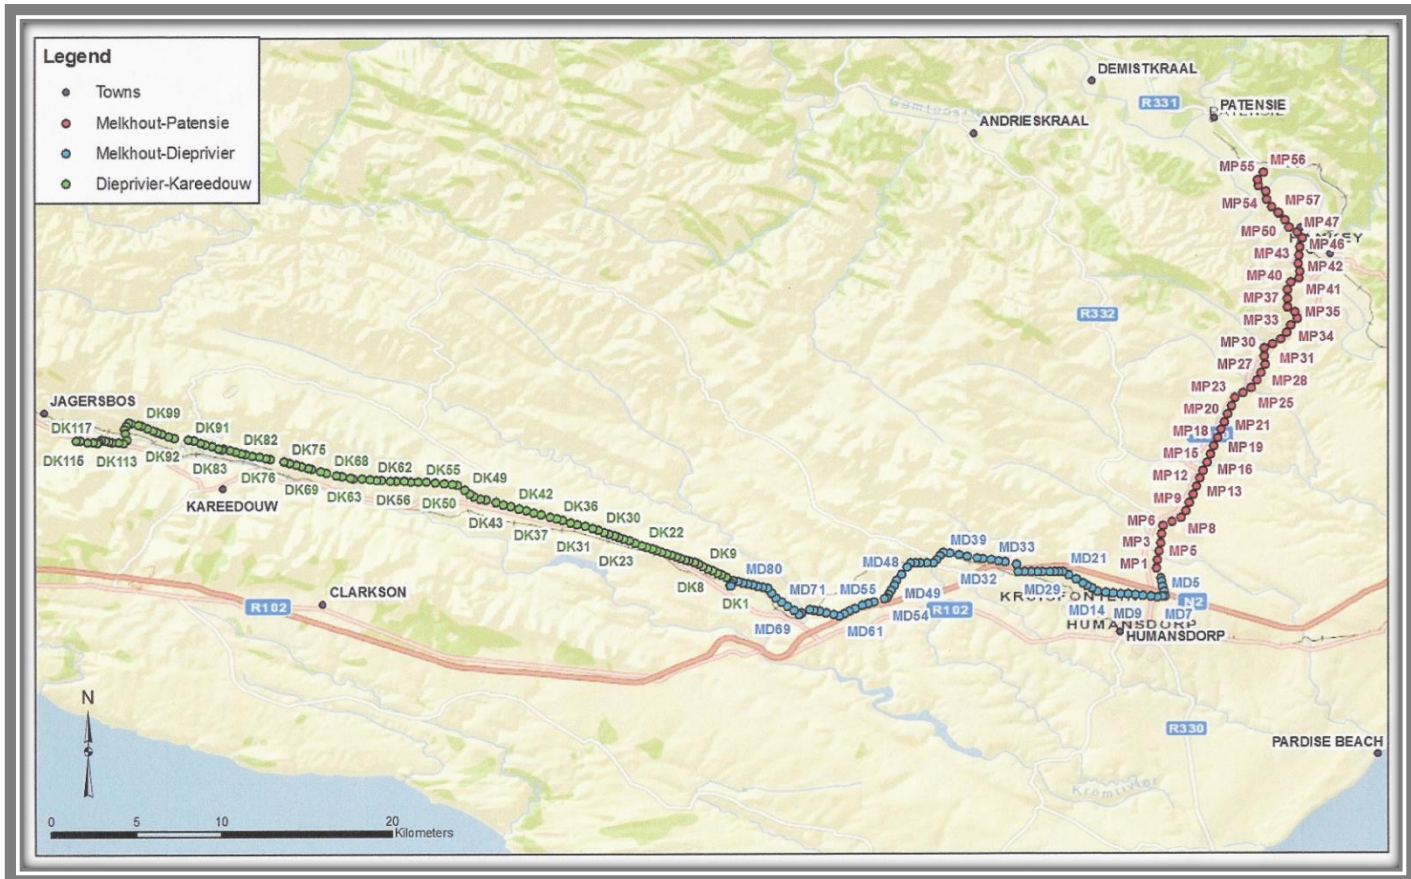 Legend
Towns
Melkhout-Patensie
Melkhout-Dieprivier
Dieprivier-Kareedouw
DEMISTKRAAL
R331
PATENSIE
PATENSIE
ANDRIESKRAAL
MP56
MP55
MP57
MP54
MP47
MP50
MP46
MP43
MP42
MP40
MP41
MP37
MP35
MP33
R332
MP34
MP30
MP31
MP27
MP28
MP23
MP25
MP20
MP21
MP18
MP19
MP15
MP16
MP12
MP13
MP9
MP6
MP8
MP3
MP5
MP1
JAGERSBOS
DK99
DK117
DK91
DK82
DK115
DK113
DK92
DK83
DK75
DK76
DK68
DK62
DK55
DK69
DK63
DK56
DK50
DK49
KAREEDOUW
DK43
DK42
DK37
DK36
DK31
DK30
DK23
DK22
DK9
DK8
DK1
MD80
MD71
MD69
MD55
MD61
MD48
MD49
MD54
MD39
MD33
MD32
MD29
MD21
MD14
MD9
MD5
MD7
N2
R102
KRUISFONTEIN
HUMANSDORP
HUMANSDORP
CLARKSON
R102
R330
PARDISE BEACH
Kromrivier
N
0 5 10 20
Kilometers